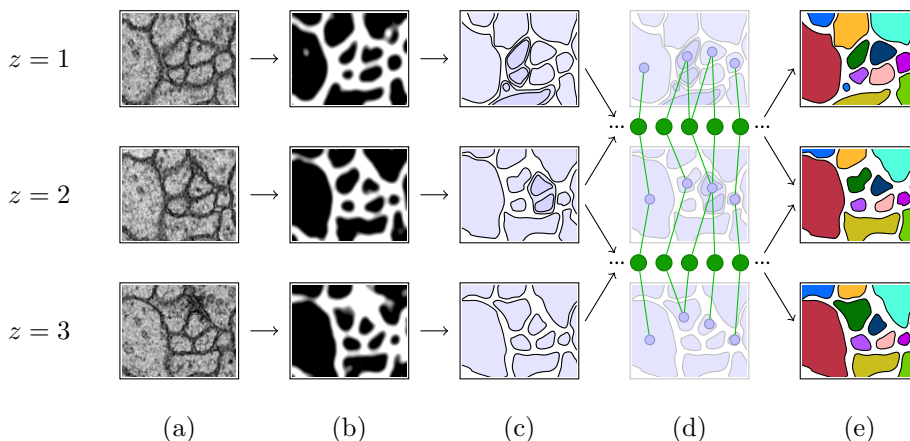 z = 1
... ...
z = 2
... ...
z = 3
(a) (b) (c) (d) (e)